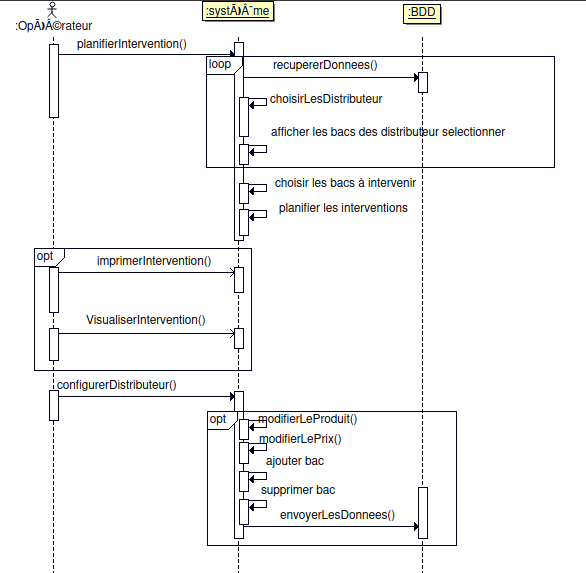 :OpÃ©rateur
:systÃ¨me
:BDD
planifierIntervention()
loop
recupererDonnees()
choisirLesDistributeur
afficher les bacs des distributeur selectionner
choisir les bacs à intervenir
planifier les interventions
opt
imprimerIntervention()
VisualiserIntervention()
configurerDistributeur()
opt
modifierLeProduit()
modifierLePrix()
ajouter bac
supprimer bac
envoyerLesDonnees()